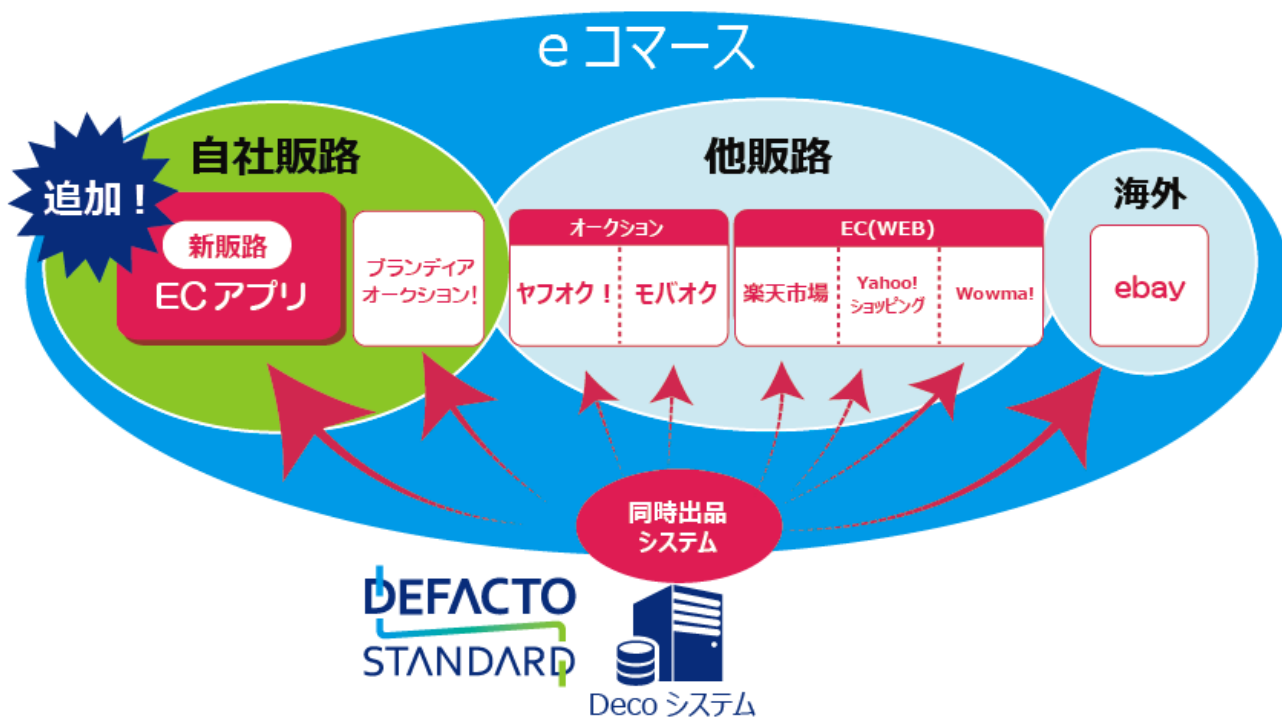 eコマース
追加！
自社販路
新販路
ECアプリ
ブランディア
オークション!
他販路
オークション
ヤフオク！
モバオク
EC(WEB)
楽天市場
Yahoo!
ショッピング
Wowma!
海外
ebay
同時出品
システム
DEFACTO
STANDARD
Deco システム